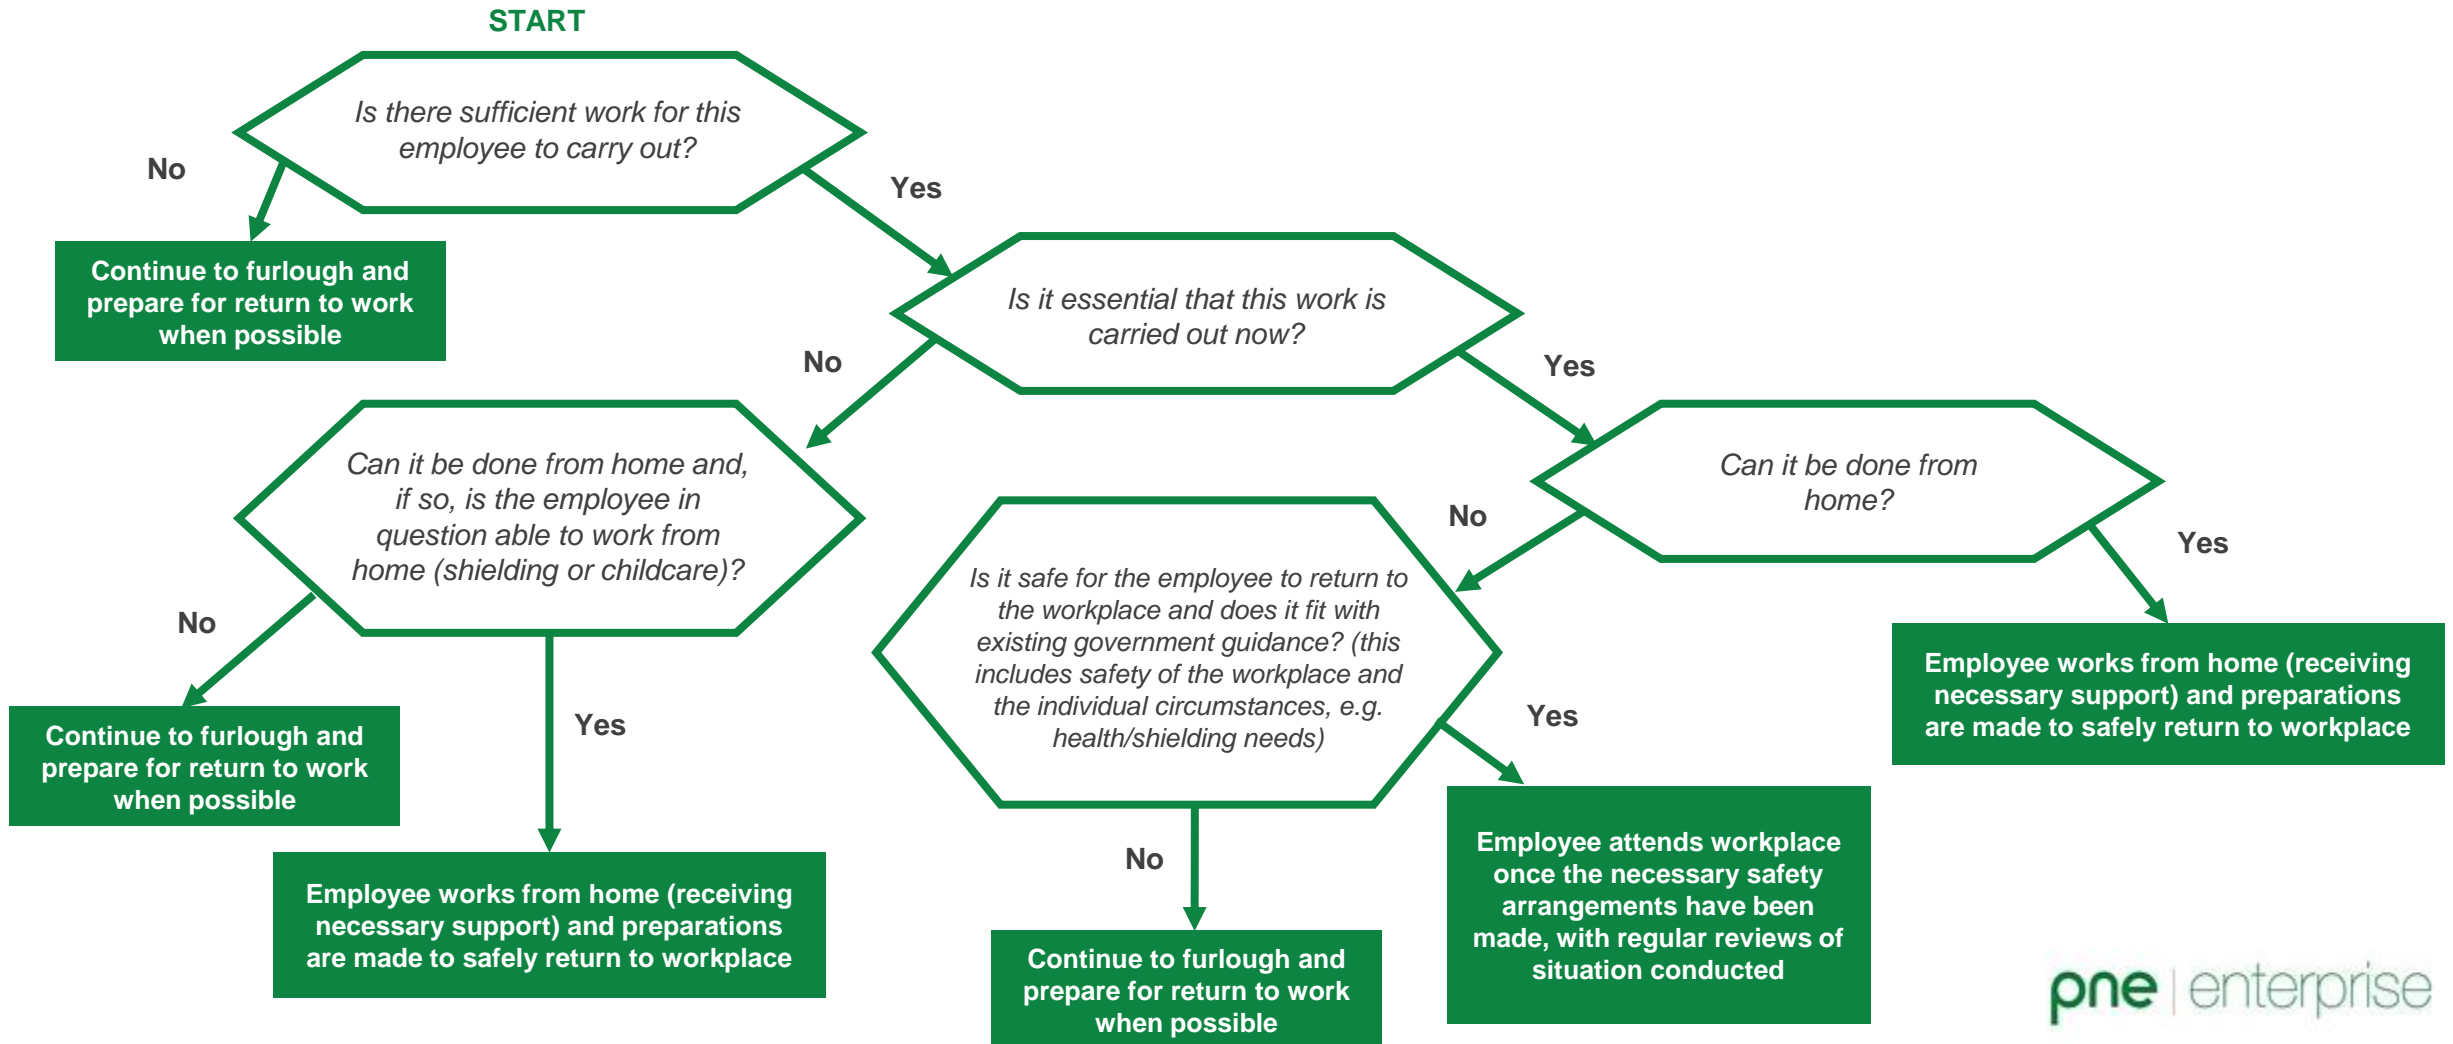 START
Is there sufficient work for this
employee to carry out?
No
Yes
Continue to furlough and
prepare for return to work
when possible
Is it essential that this work is
carried out now?
No
Yes
Can it be done from home and,
if so, is the employee in
question able to work from
home (shielding or childcare)?
Can it be done from
home?
No
Yes
Is it safe for the employee to return to
the workplace and does it fit with
existing government guidance? (this
includes safety of the workplace and
the individual circumstances, e.g.
health/shielding needs)
No
Yes
Employee works from home (receiving
necessary support) and preparations
are made to safely return to workplace
Continue to furlough and
prepare for return to work
when possible
Yes
Employee works from home (receiving
necessary support) and preparations
are made to safely return to workplace
No
Continue to furlough and
prepare for return to work
when possible
Employee attends workplace
once the necessary safety
arrangements have been
made, with regular reviews of
situation conducted
pne | enterprise